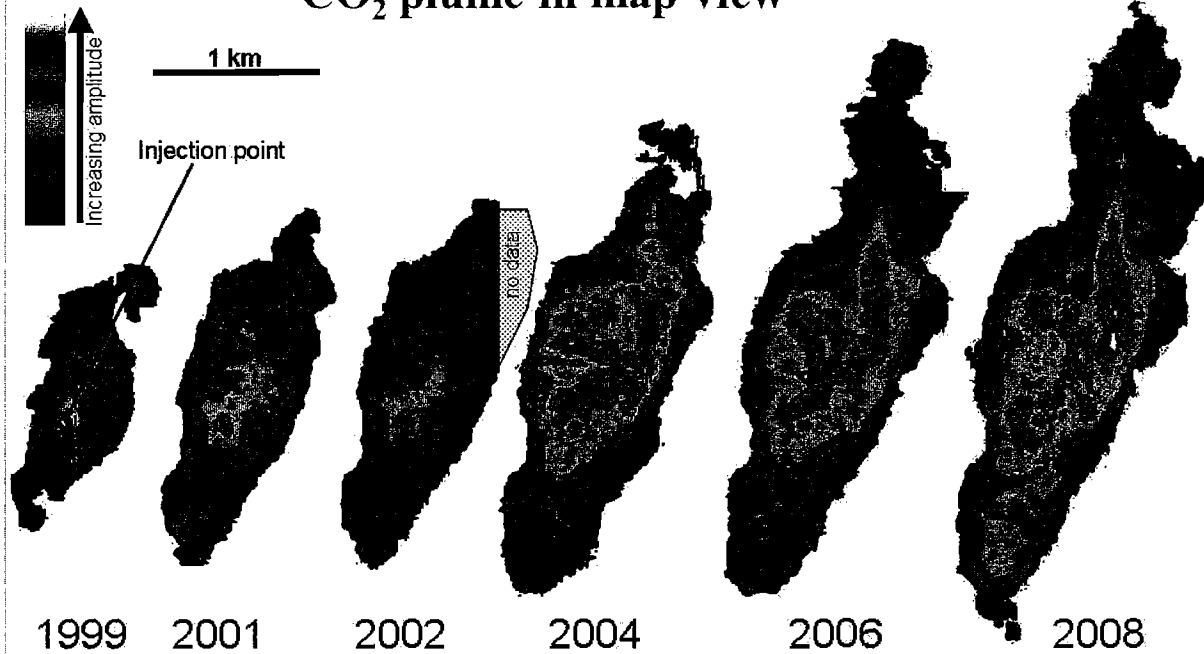 CO₂ plume in map view
Increasing amplitude
1 km
Injection point
no data
1999 2001 2002 2004 2006 2008